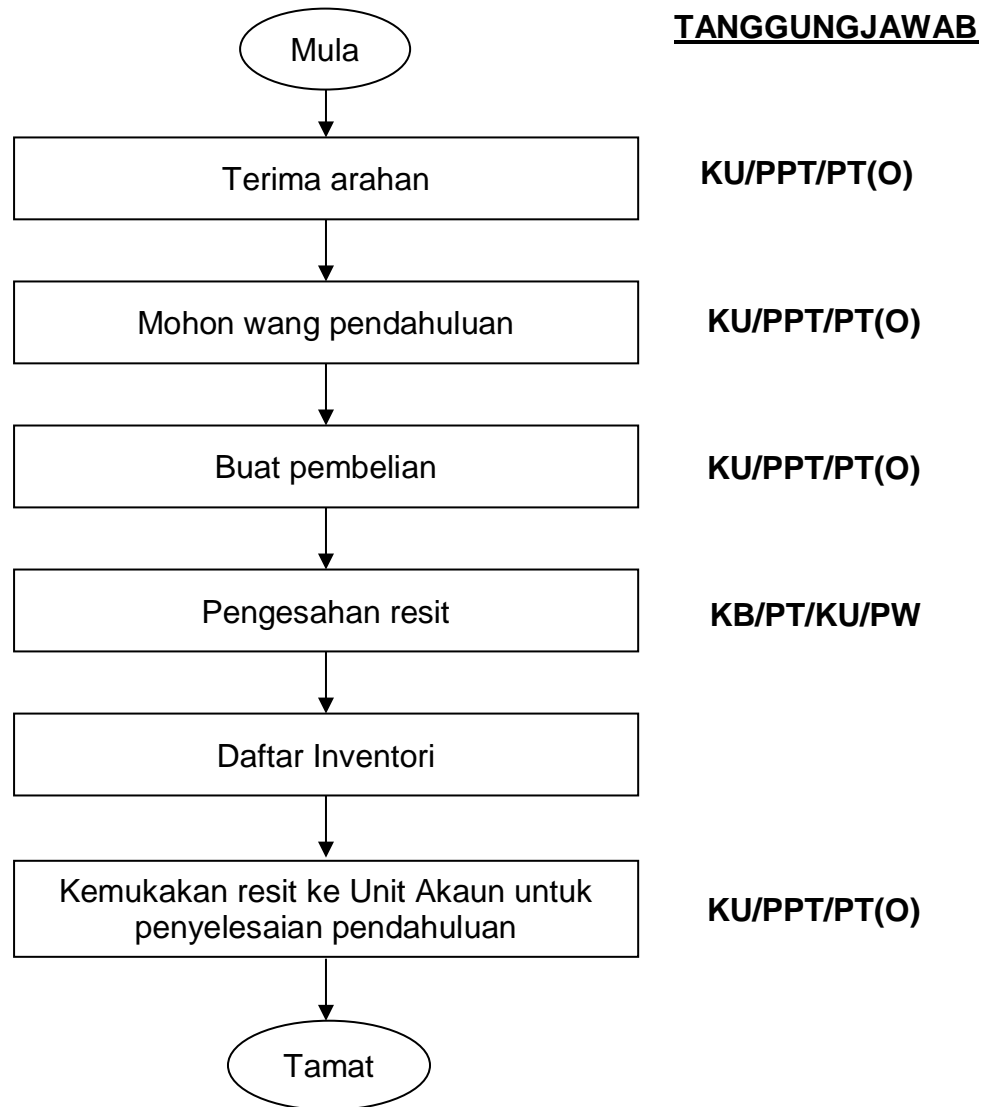 TANGGUNGJAWAB
Mula
Terima arahan
KU/PPT/PT(O)
Mohon wang pendahuluan
KU/PPT/PT(O)
Buat pembelian
KU/PPT/PT(O)
Pengesahan resit
KB/PT/KU/PW
Daftar Inventori
Kemukakan resit ke Unit Akaun untuk
penyelesaian pendahuluan
KU/PPT/PT(O)
Tamat